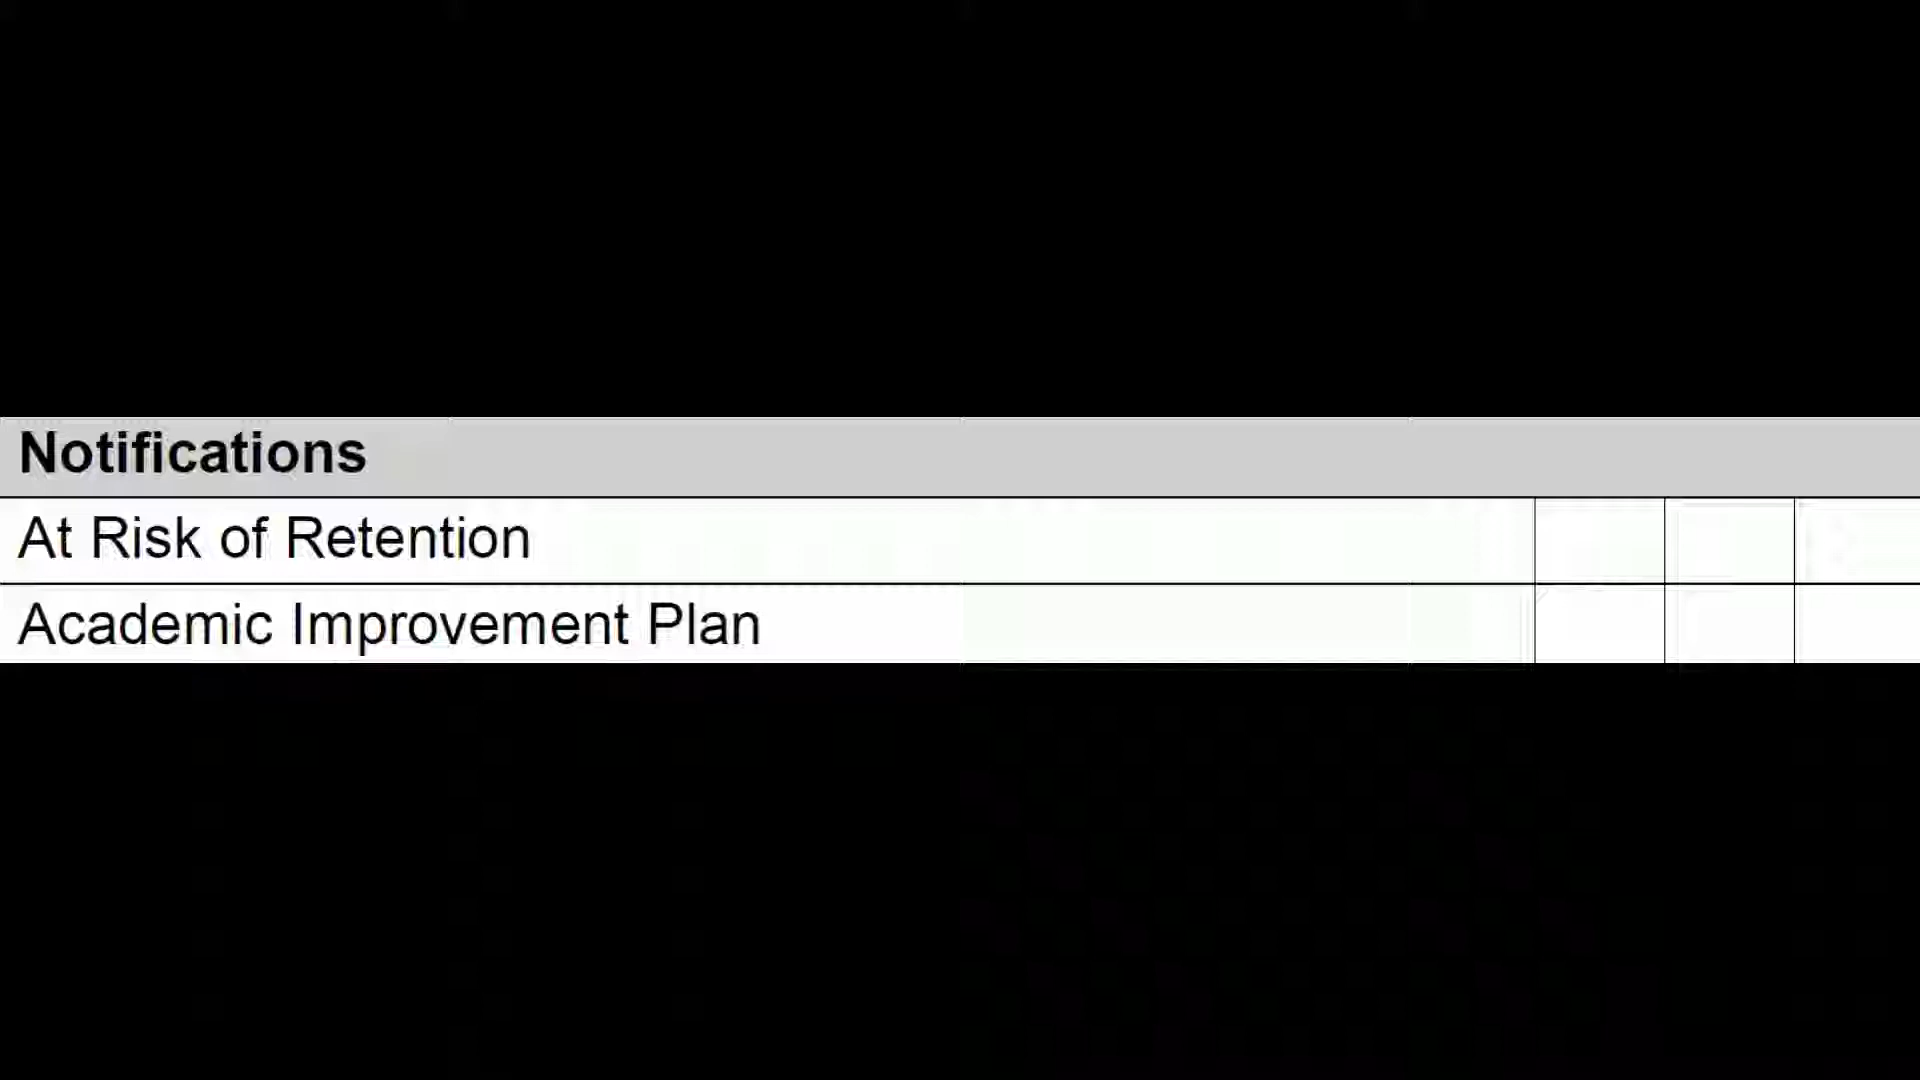 Notifications
At Risk of Retention
Academic Improvement Plan